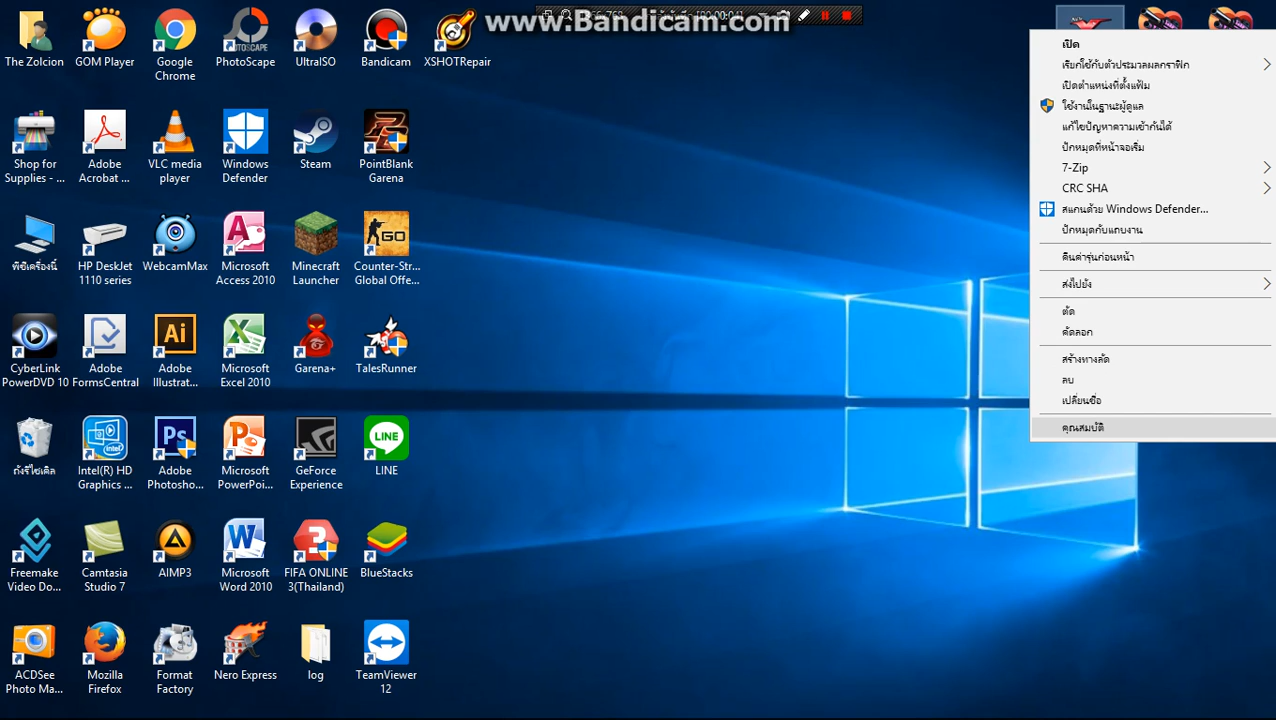 www.Bandicam.com
The Zolcion
GOM Player
Google
Chrome
PhotoScape
UltraISO
Bandicam
XSHOTRepair
Shop for
Supplies - ...
Adobe
Acrobat ...
VLC media
player
Windows
Defender
Steam
PointBlank
Garena
พีซีเครื่องนี้
HP DeskJet
1110 series
WebcamMax
Microsoft
Access 2010
Minecraft
Launcher
Counter-Str...
Global Offe...
CyberLink
PowerDVD 10
Adobe
FormsCentral
Adobe
Illustrat...
Microsoft
Excel 2010
Garena+
TalesRunner
ถังรีไซเคิล
Intel(R) HD
Graphics ...
Adobe
Photosho...
Microsoft
PowerPoi...
GeForce
Experience
LINE
Freemake
Video Do...
Camtasia
Studio 7
AIMP3
Microsoft
Word 2010
FIFA ONLINE
3(Thailand)
BlueStacks
ACDSee
Photo Ma...
Mozilla
Firefox
Format
Factory
Nero Express
log
TeamViewer
12
เปิด
เรียกใช้กับตัวประมวลผลกราฟิก
เปิดตำแหน่งที่ตั้งแฟ้ม
ใช้งานในฐานะผู้ดูแล
แก้ไขปัญหาความเข้ากันได้
ปักหมุดที่หน้าจอเริ่ม
7-Zip
CRC SHA
สแกนด้วย Windows Defender...
ปักหมุดกับแถบงาน
คืนค่ารุ่นก่อนหน้า
ส่งไปยัง
ตัด
คัดลอก
สร้างทางลัด
ลบ
เปลี่ยนชื่อ
คุณสมบัติ